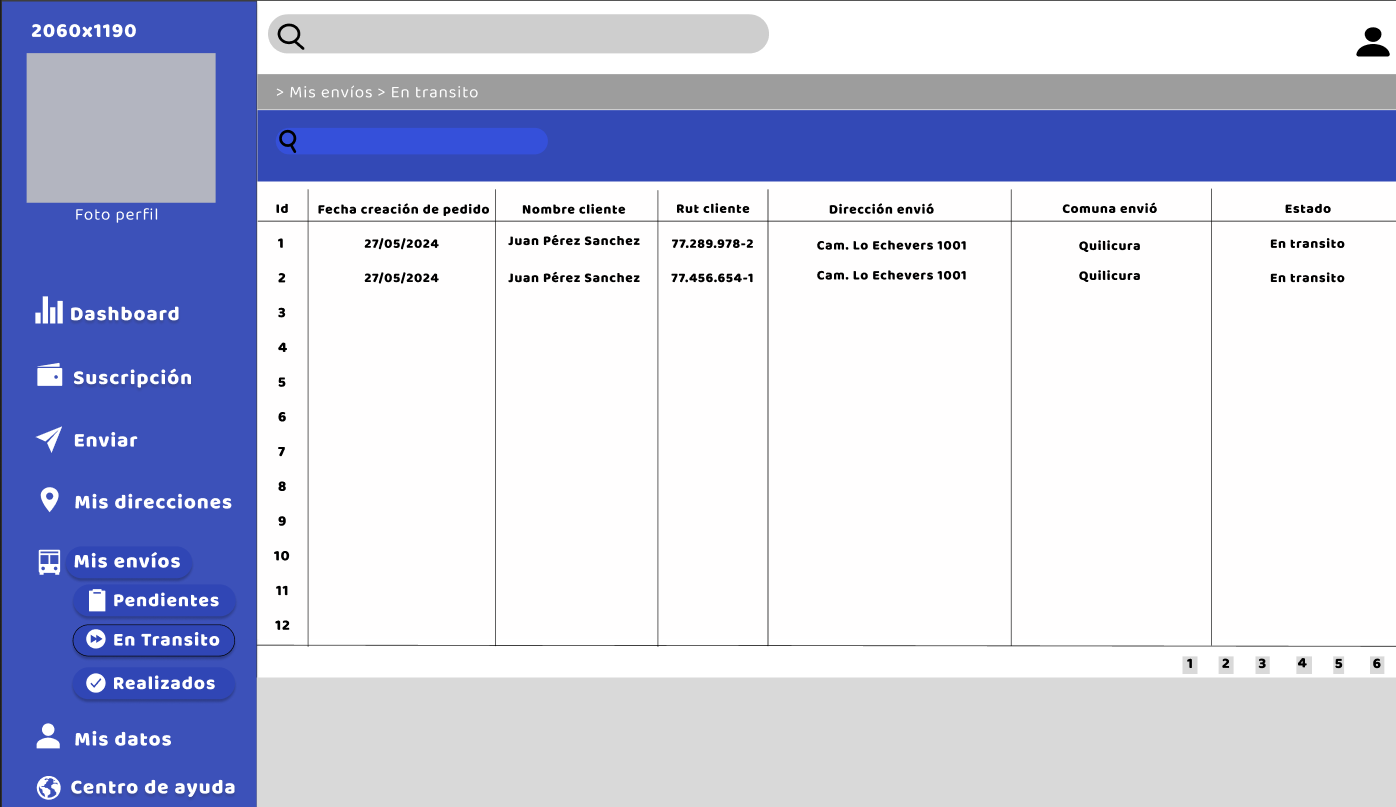 2060x1190
Foto perfil
Dashboard
Suscripción
Enviar
Mis direcciones
Mis envíos
Pendientes
En Transito
Realizados
Mis datos
Centro de ayuda
> Mis envíos > En transito
Id Fecha creación de pedido Nombre cliente Rut cliente Dirección envió Comuna envió Estado
1 27/05/2024 Juan Pérez Sanchez 77.289.978-2 Cam. Lo Echevers 1001 Quilicura En transito
2 27/05/2024 Juan Pérez Sanchez 77.456.654-1 Cam. Lo Echevers 1001 Quilicura En transito
3
4
5
6
7
8
9
10
11
12
1 2 3 4 5 6